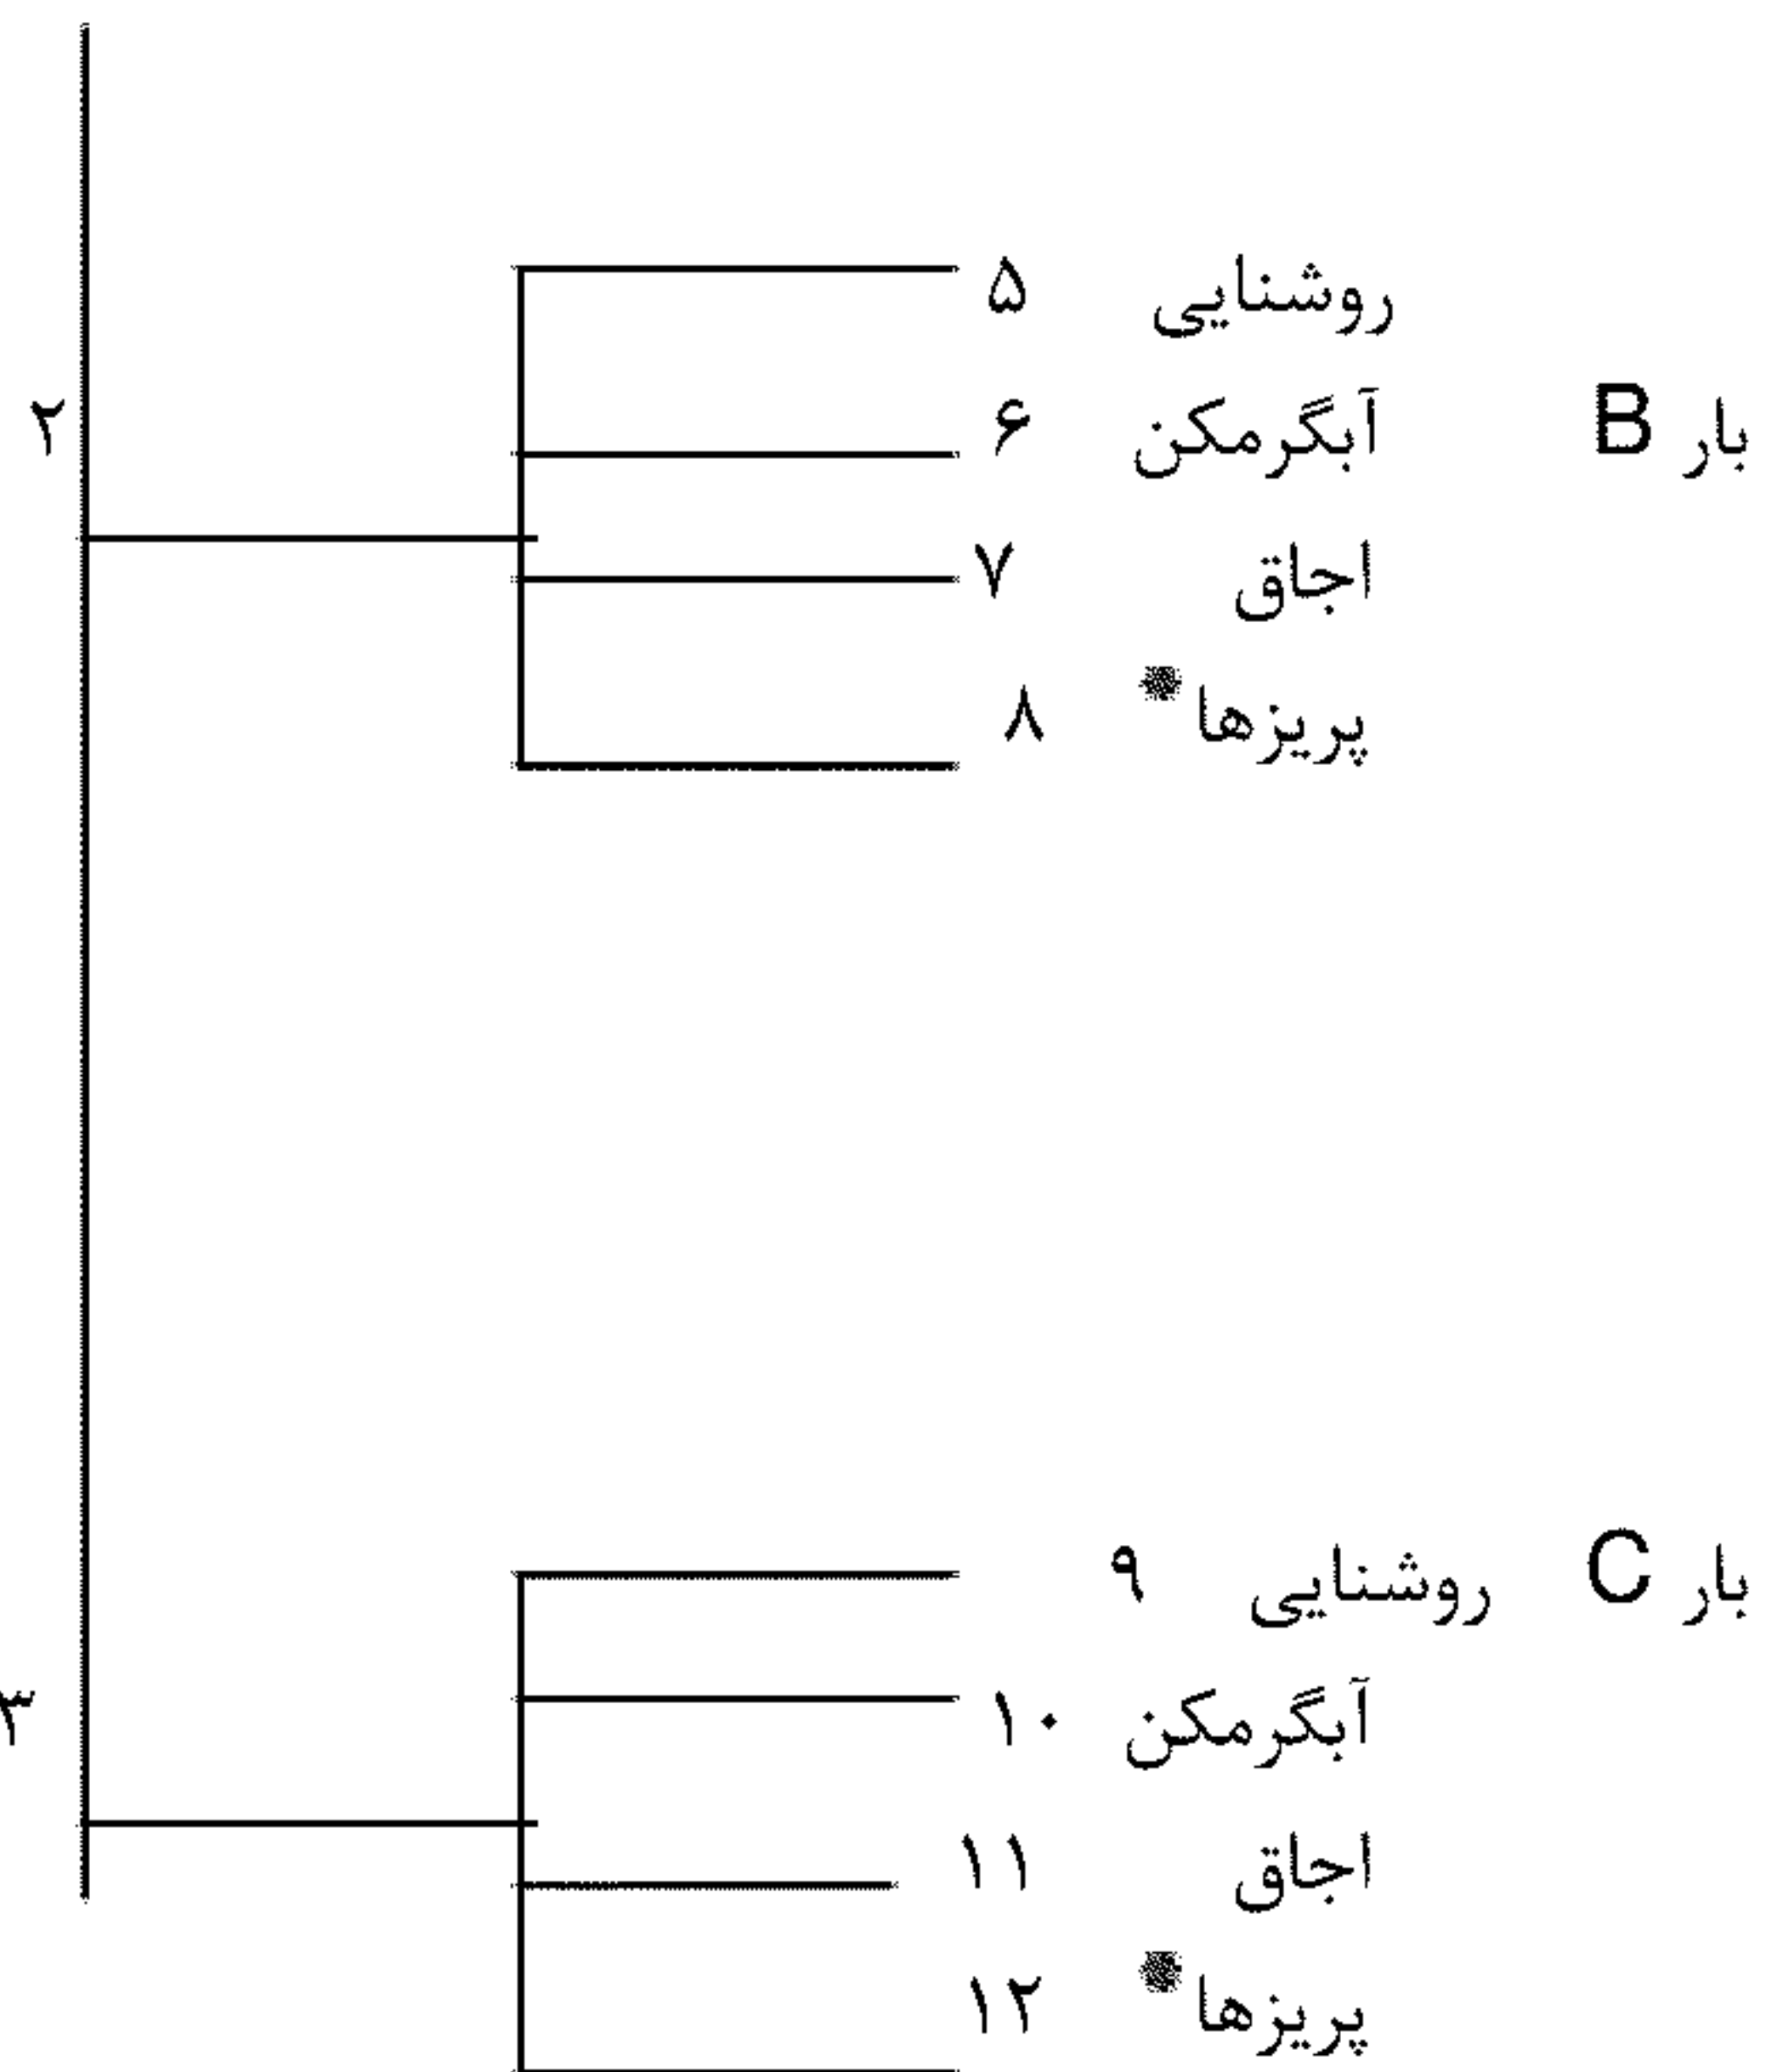 روشنایی ۵
بار B آبگرمکن ۶
۲
اجاق ۷
پریزها* ۸
بار C روشنایی ۹
آبگرمکن ۱۰
۳
اجاق ۱۱
پریزها* ۱۲